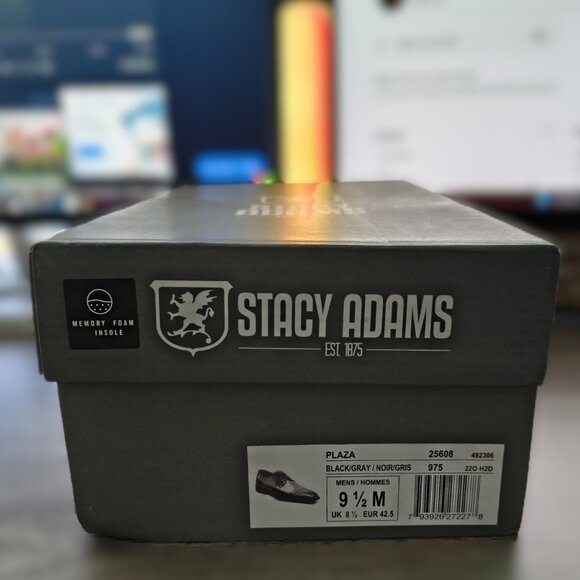 MEMORY FOAM
INSOLE
STACY ADAMS
EST. 1875
PLAZA 25608 492306
BLACK/GRAY / NOIR/GRIS 975 22O H2D
MENS / HOMMES
9 ½ M
UK 8 ½ EUR 42.5
7 93926 27227 8